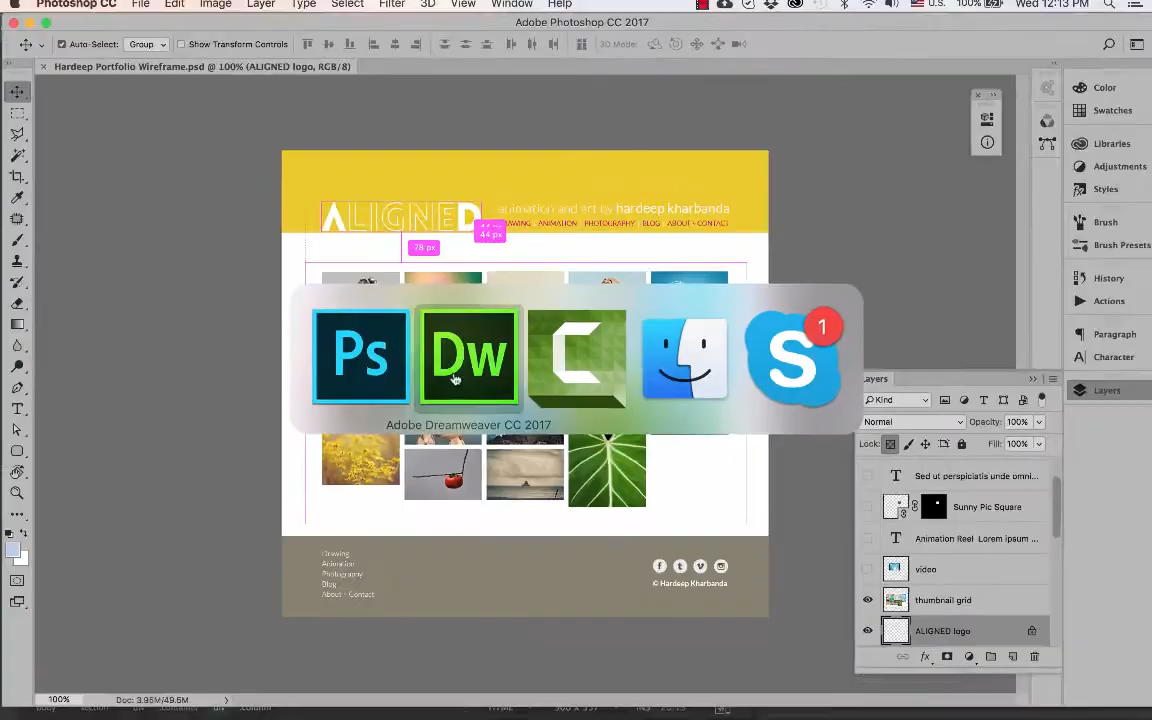 Photoshop CC File Edit Image Layer Type Select Filter 3D View Window Help U.S. 100% Wed 12:13 PM
Adobe Photoshop CC 2017
Auto-Select: Group Show Transform Controls 3D Mode:
× Hardeep Portfolio Wireframe.psd @ 100% (ALIGNED logo, RGB/8)
Color
Swatches
Libraries
Adjustments
Styles
Brush
Brush Presets
History
Actions
Paragraph
Character
Layers
ALIGNED
animation and art by hardeep kharbanda
ANIMATION PHOTOGRAPHY BLOG ABOUT + CONTACT
44 px
78 px
Ps
Dw
C
S
1
Adobe Dreamweaver CC 2017
Drawing
Animation
Photography
Blog
About + Contact
f t v
© Hardeep Kharbanda
Kind
Normal Opacity: 100%
Lock: Fill: 100%
T Sed ut perspiciatis unde omni...
Sunny Pic Square
T Animation Reel Lorem ipsum ...
video
thumbnail grid
ALIGNED logo
fx
100% Doc: 3.95M/49.5M